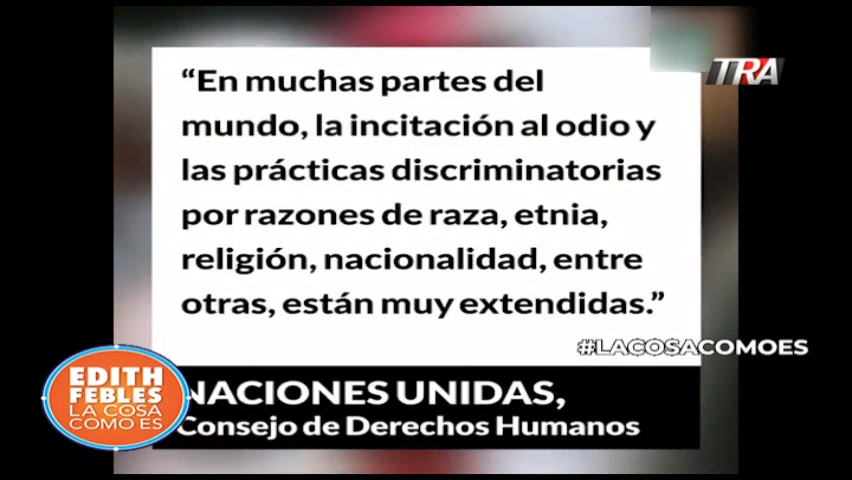 TRA
“En muchas partes del
mundo, la incitación al odio y
las prácticas discriminatorias
por razones de raza, etnia,
religión, nacionalidad, entre
otras, están muy extendidas.”
#LACOSACOMOES
EDITH
FEBLES
LA COSA
COMO ES
NACIONES UNIDAS,
Consejo de Derechos Humanos